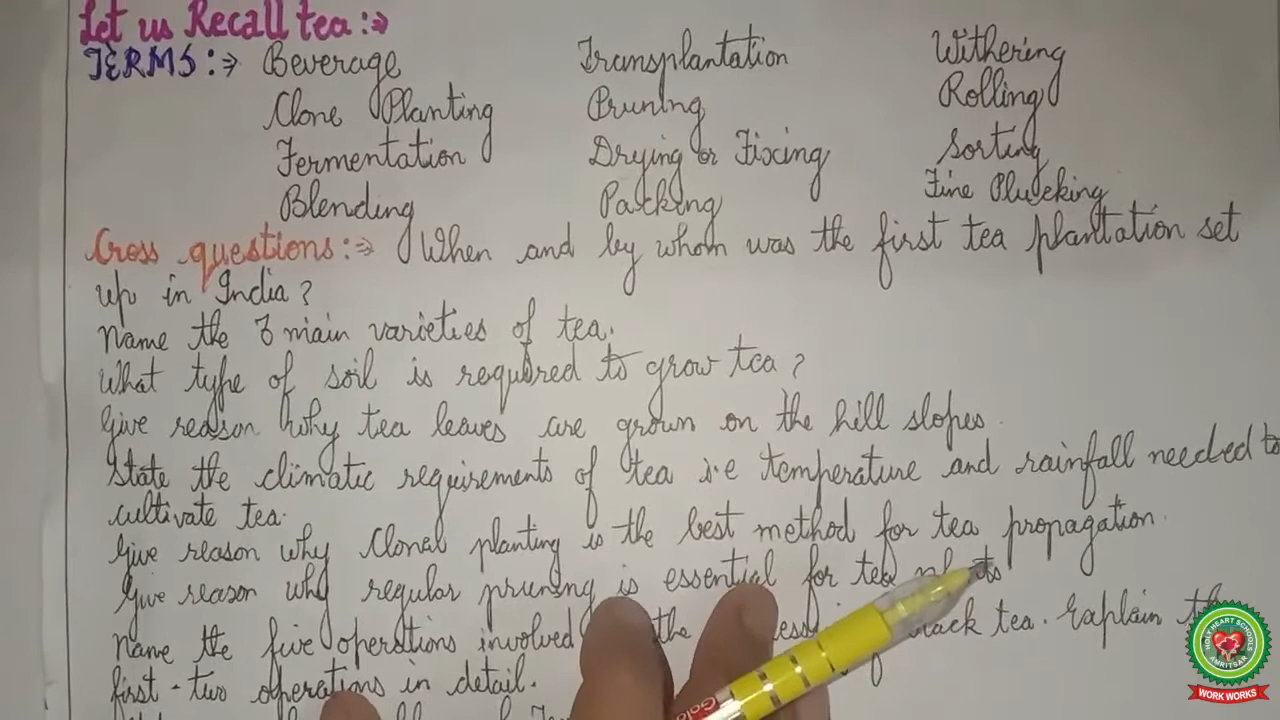 Let us Recall tea:⇒
TERMS:⇒ Beverage Transplantation Withering
Clone Planting Pruning Rolling
Fermentation Drying or Fixing Sorting
Blending Packing Fine Plucking
Cross questions:⇒ When and by whom was the first tea plantation set
up in India?
Name the 3 main varieties of tea.
What type of soil is required to grow tea?
Give reason why tea leaves are grown on the hill slopes.
State the climatic requirements of tea i.e temperature and rainfall needed to
cultivate tea.
Give reason why Clonal planting is the best method for tea propagation.
Give reason why regular pruning is essential for tea
Name the five operations involved the black tea. Explain the
first-two operations in detail.
HOLY HEART SCHOOLS
AMRITSAR
WORK WORKS